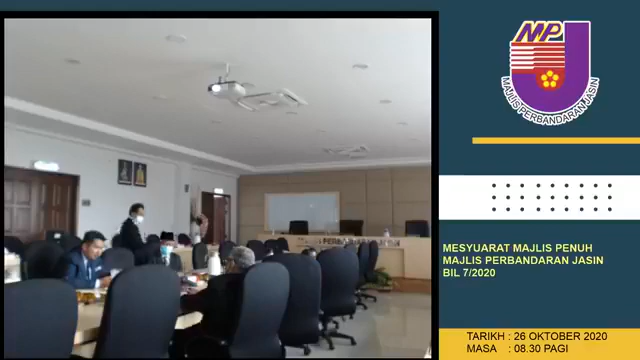 MPJ
MAJLIS PERBANDARAN JASIN
MESYUARAT MAJLIS PENUH
MAJLIS PERBANDARAN JASIN
BIL 7/2020
TARIKH : 26 OKTOBER 2020
MASA : 08.30 PAGI